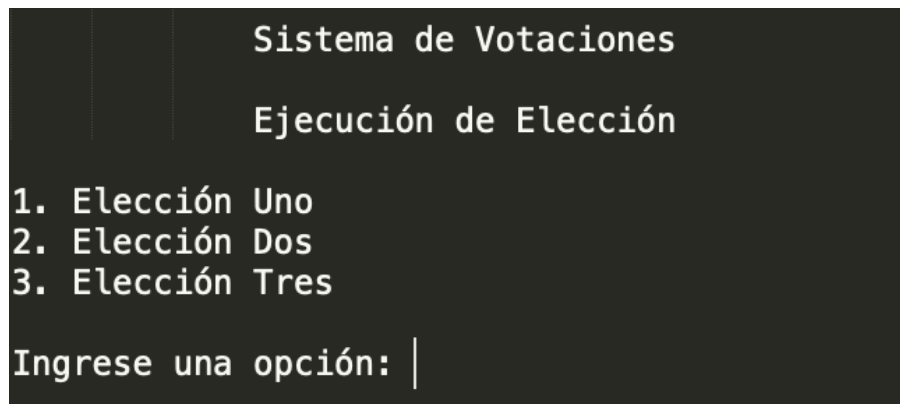 Sistema de Votaciones
Ejecución de Elección
1. Elección Uno
2. Elección Dos
3. Elección Tres
Ingrese una opción: